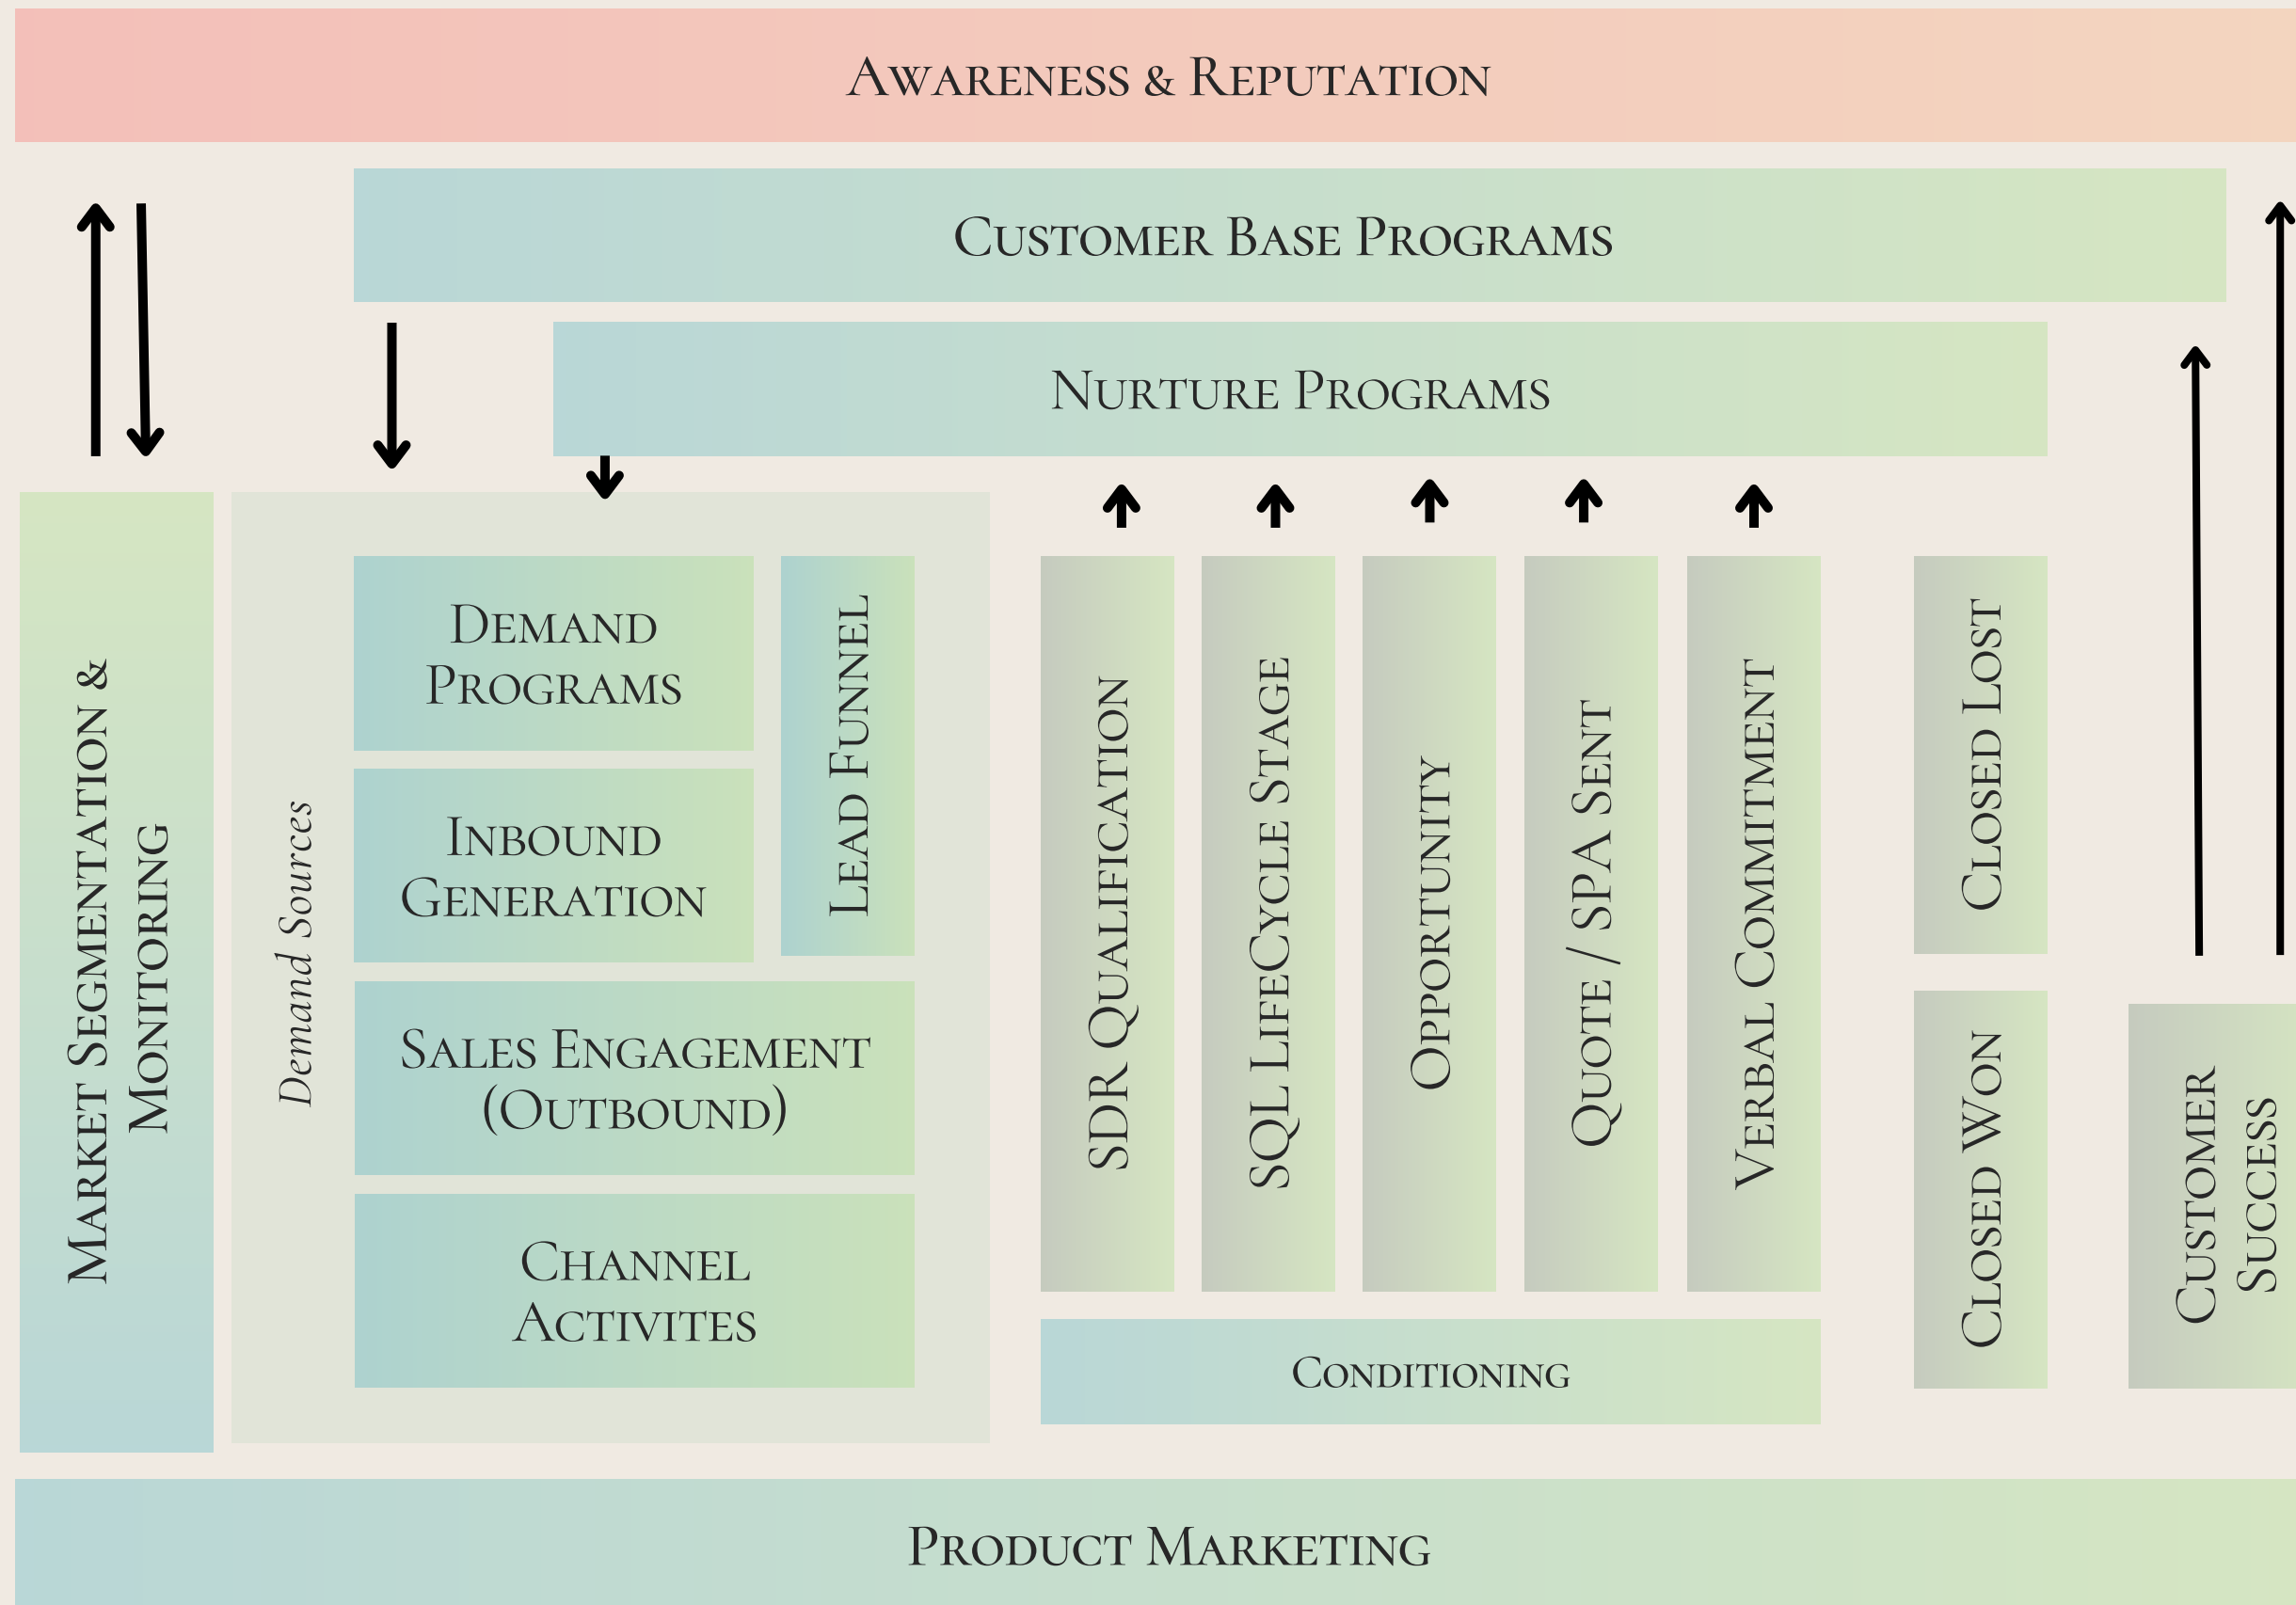 Awareness & Reputation
Customer Base Programs
Nurture Programs
Market Segmentation &
Monitoring
Demand Sources
Demand
Programs
Inbound
Generation
Lead Funnel
Sales Engagement
(Outbound)
Channel
Activites
SDR Qualification
SQL LifeCycle Stage
Opportunity
Quote / SPA Sent
Verbal Commitment
Conditioning
Closed Lost
Closed Won
Customer
Success
Product Marketing